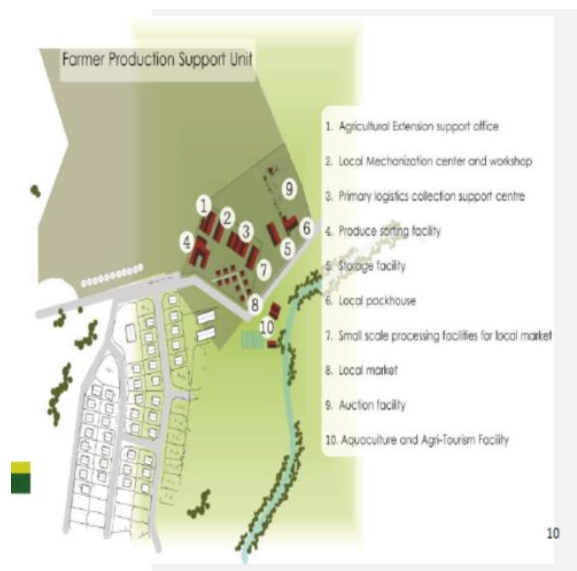 Farmer Production Support Unit
1. Agricultural Extension support office
2. Local Mechanization center and workshop
3. Primary logistics collection support centre
4. Produce sorting facility
5. Storage facility
6. Local packhouse
7. Small scale processing facilities for local market
8. Local market
9. Auction facility
10. Aquaculture and Agri-Tourism Facility
9
1
2
6
3
4
5
7
8
10
10